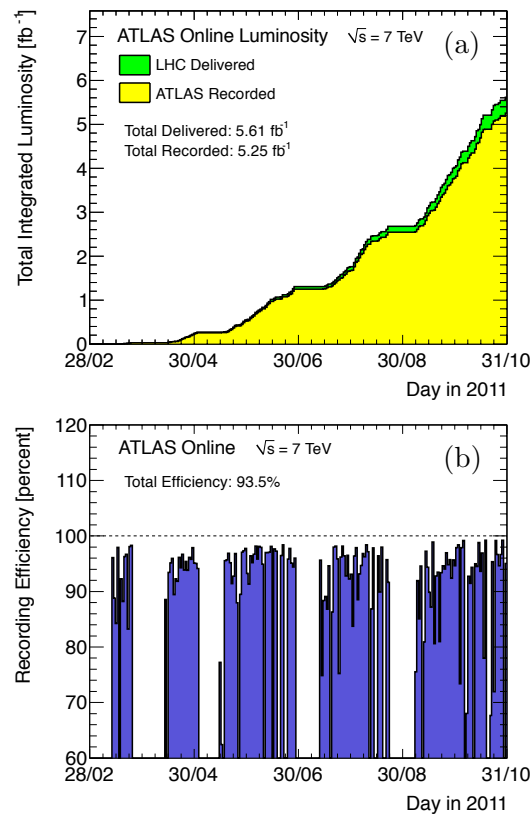 ATLAS Online Luminosity √s = 7 TeV (a)
LHC Delivered
ATLAS Recorded
Total Delivered: 5.61 fb⁻¹
Total Recorded: 5.25 fb⁻¹
Total Integrated Luminosity [fb⁻¹]
7
6
5
4
3
2
1
0
28/02 30/04 30/06 30/08 31/10
Day in 2011
ATLAS Online √s = 7 TeV (b)
Total Efficiency: 93.5%
Recording Efficiency [percent]
120
110
100
90
80
70
60
28/02 30/04 30/06 30/08 31/10
Day in 2011